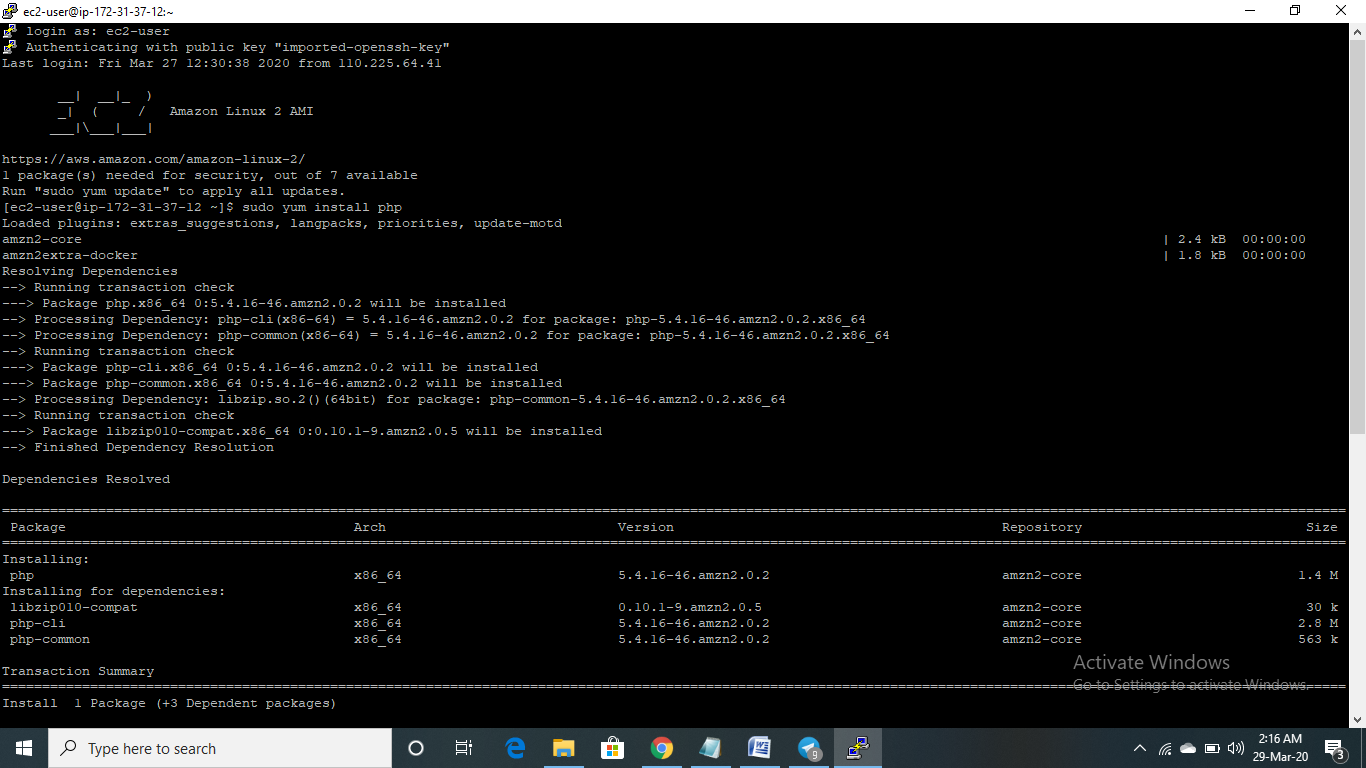 ec2-user@ip-172-31-37-12:~
login as: ec2-user
Authenticating with public key "imported-openssh-key"
Last login: Fri Mar 27 12:30:38 2020 from 110.225.64.41
__|  __|_  )
_|  (     /   Amazon Linux 2 AMI
___|\___|___|
https://aws.amazon.com/amazon-linux-2/
1 package(s) needed for security, out of 7 available
Run "sudo yum update" to apply all updates.
[ec2-user@ip-172-31-37-12 ~]$ sudo yum install php
Loaded plugins: extras_suggestions, langpacks, priorities, update-motd
amzn2-core | 2.4 kB 00:00:00
amzn2extra-docker | 1.8 kB 00:00:00
Resolving Dependencies
--> Running transaction check
---> Package php.x86_64 0:5.4.16-46.amzn2.0.2 will be installed
--> Processing Dependency: php-cli(x86-64) = 5.4.16-46.amzn2.0.2 for package: php-5.4.16-46.amzn2.0.2.x86_64
--> Processing Dependency: php-common(x86-64) = 5.4.16-46.amzn2.0.2 for package: php-5.4.16-46.amzn2.0.2.x86_64
--> Running transaction check
---> Package php-cli.x86_64 0:5.4.16-46.amzn2.0.2 will be installed
---> Package php-common.x86_64 0:5.4.16-46.amzn2.0.2 will be installed
--> Processing Dependency: libzip.so.2()(64bit) for package: php-common-5.4.16-46.amzn2.0.2.x86_64
--> Running transaction check
---> Package libzip010-compat.x86_64 0:0.10.1-9.amzn2.0.5 will be installed
--> Finished Dependency Resolution
Dependencies Resolved
Package Arch Version Repository Size
Installing:
php x86_64 5.4.16-46.amzn2.0.2 amzn2-core 1.4 M
Installing for dependencies:
libzip010-compat x86_64 0.10.1-9.amzn2.0.5 amzn2-core 30 k
php-cli x86_64 5.4.16-46.amzn2.0.2 amzn2-core 2.8 M
php-common x86_64 5.4.16-46.amzn2.0.2 amzn2-core 563 k
Transaction Summary
Install  1 Package (+3 Dependent packages)
Activate Windows
Go to Settings to activate Windows.
Type here to search
9
2:16 AM
29-Mar-20
3